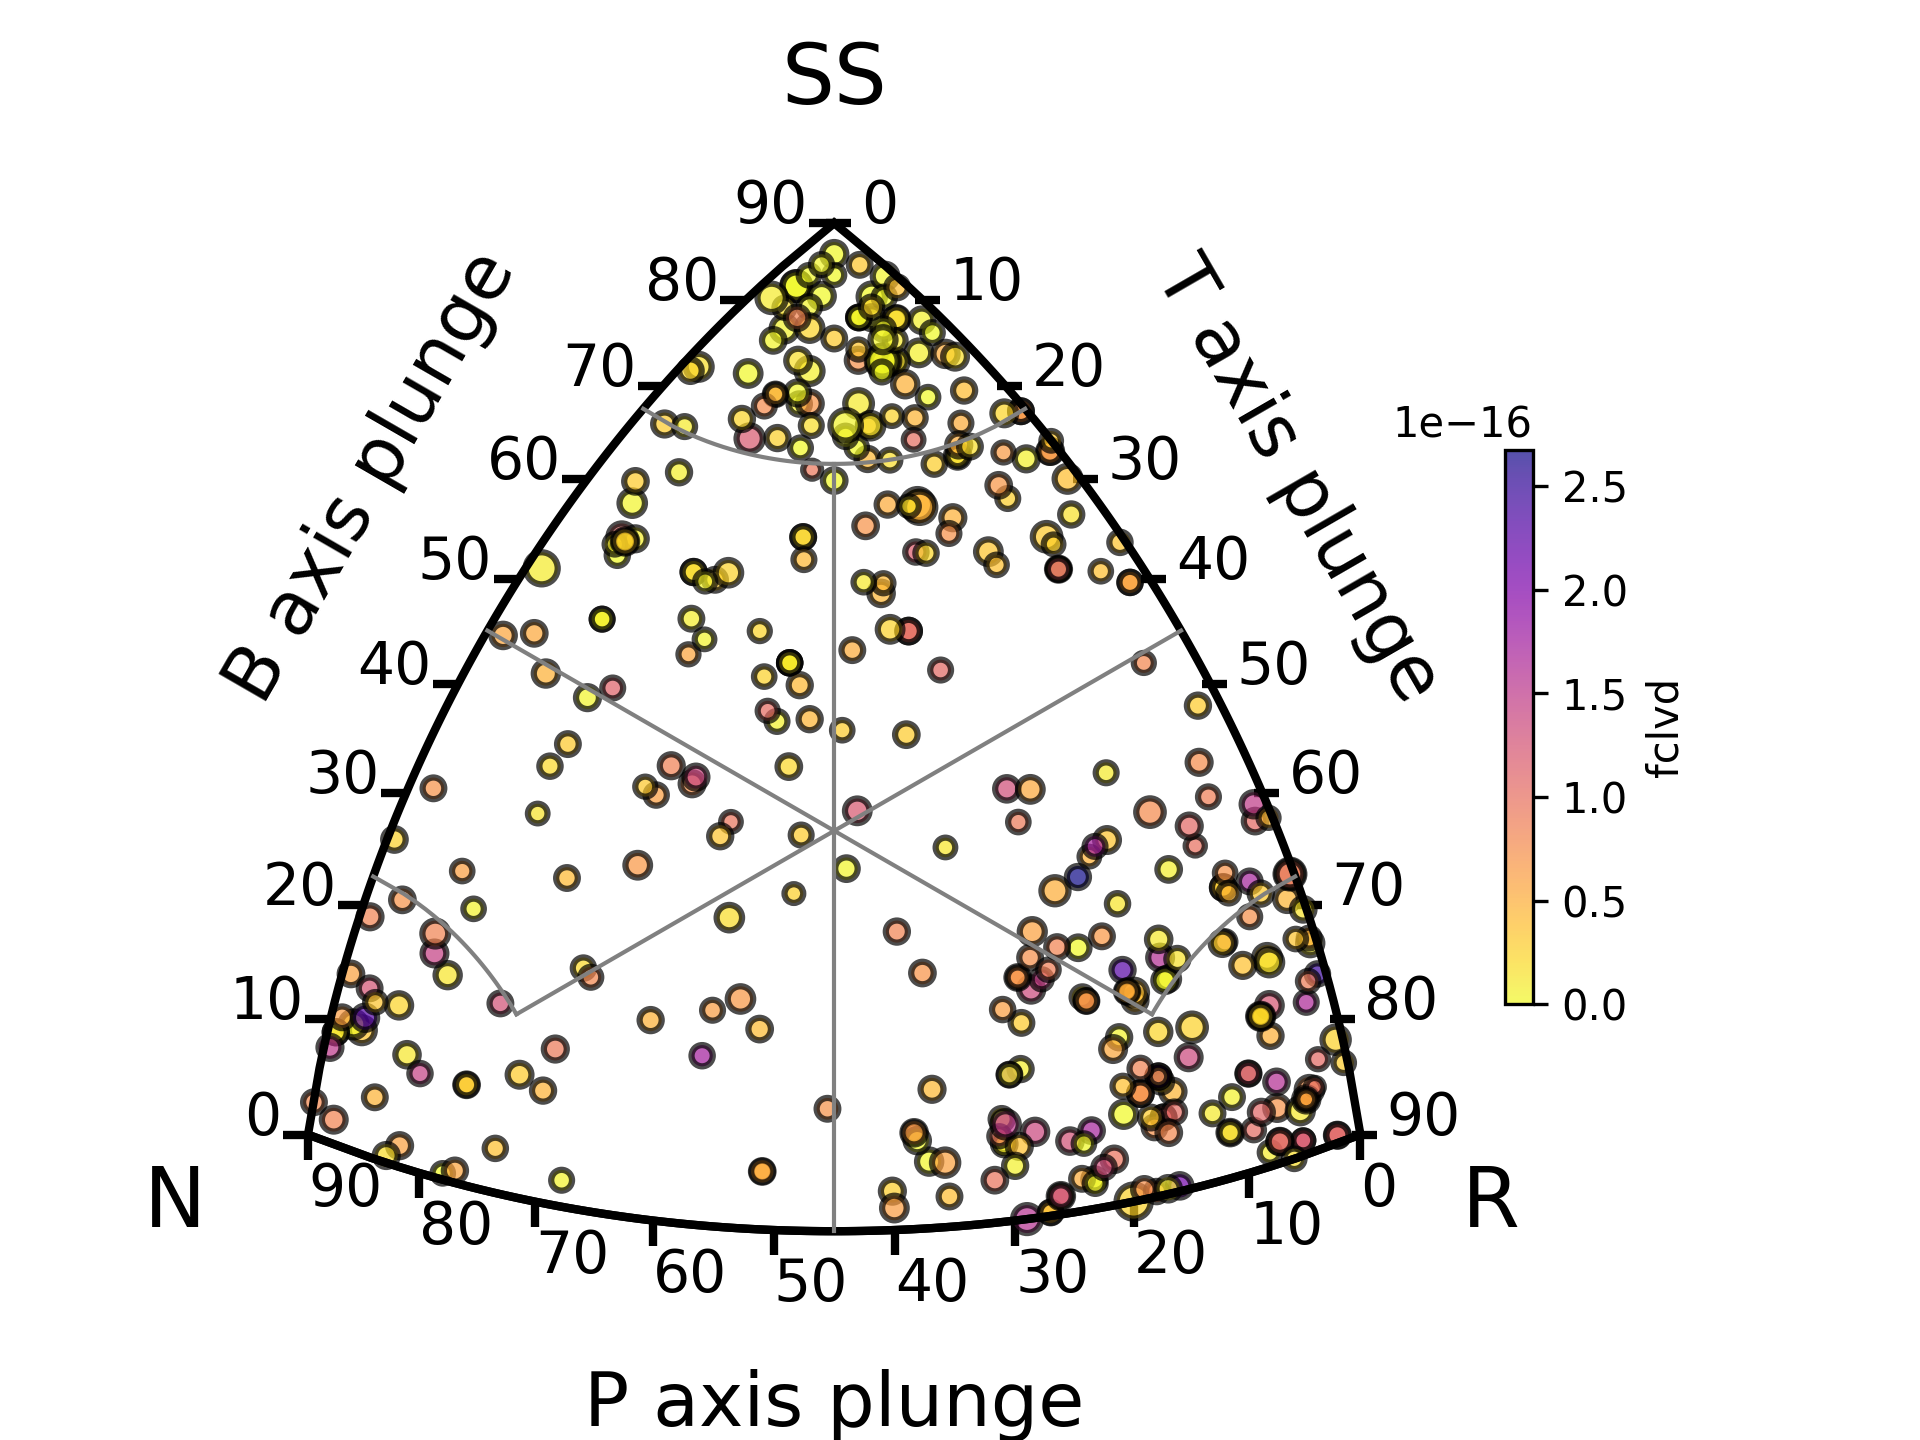 SS
90 0
80 10
70 20
60 30
50 40
40 50
30 60
20 70
10 80
0 90
B axis plunge
T axis plunge
N
R
90 80 70 60 50 40 30 20 10 0
P axis plunge
1e−16
2.5
2.0
1.5
1.0
0.5
0.0
fclvd